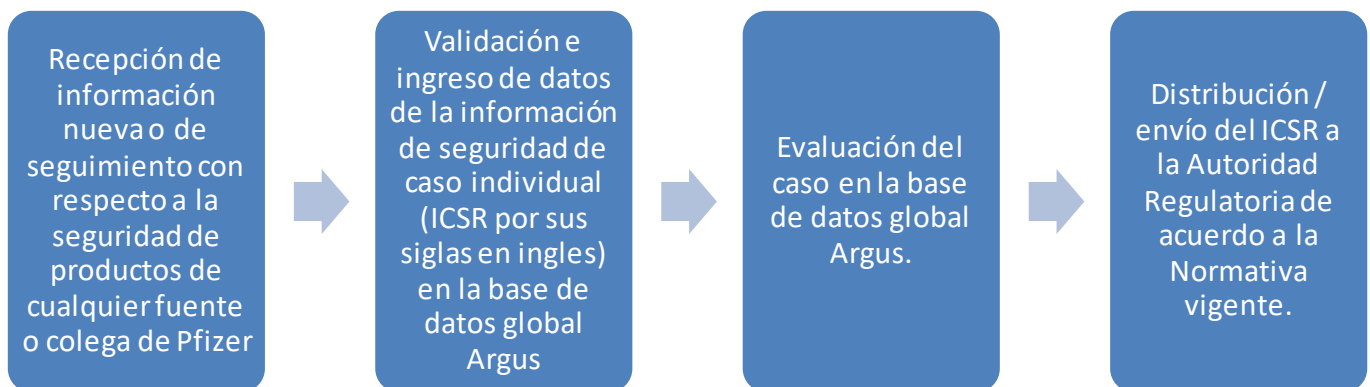 Recepción de
información
nueva o de
seguimiento con
respecto a la
seguridad de
productos de
cualquier fuente
o colega de Pfizer
Validación e
ingreso de datos
de la información
de seguridad de
caso individual
(ICSR por sus
siglas en ingles)
en la base de
datos global
Argus
Evaluación del
caso en la base
de datos global
Argus.
Distribución /
envío del ICSR a
la Autoridad
Regulatoria de
acuerdo a la
Normativa
vigente.